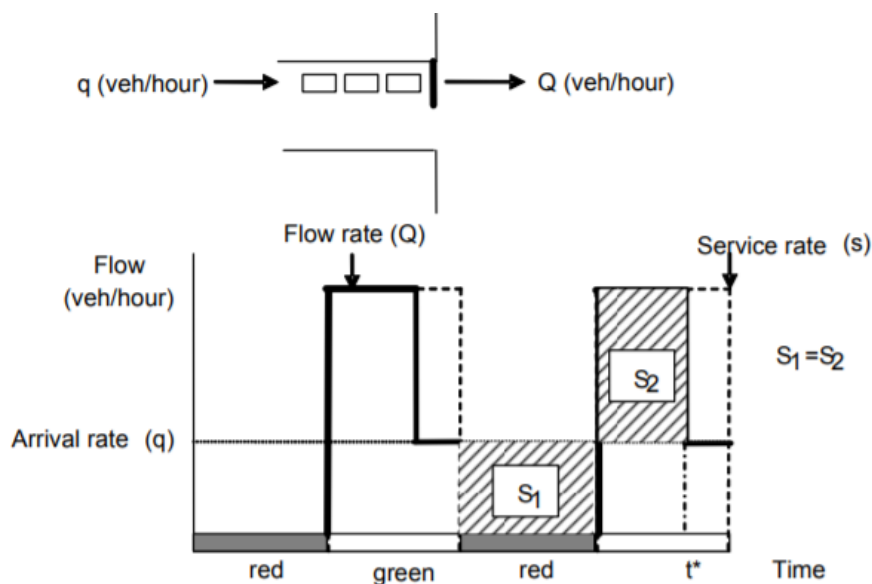 q (veh/hour)
Q (veh/hour)
Flow rate (Q)
Service rate (s)
Flow
(veh/hour)
S2
S1=S2
Arrival rate (q)
S1
red
green
red
t*
Time